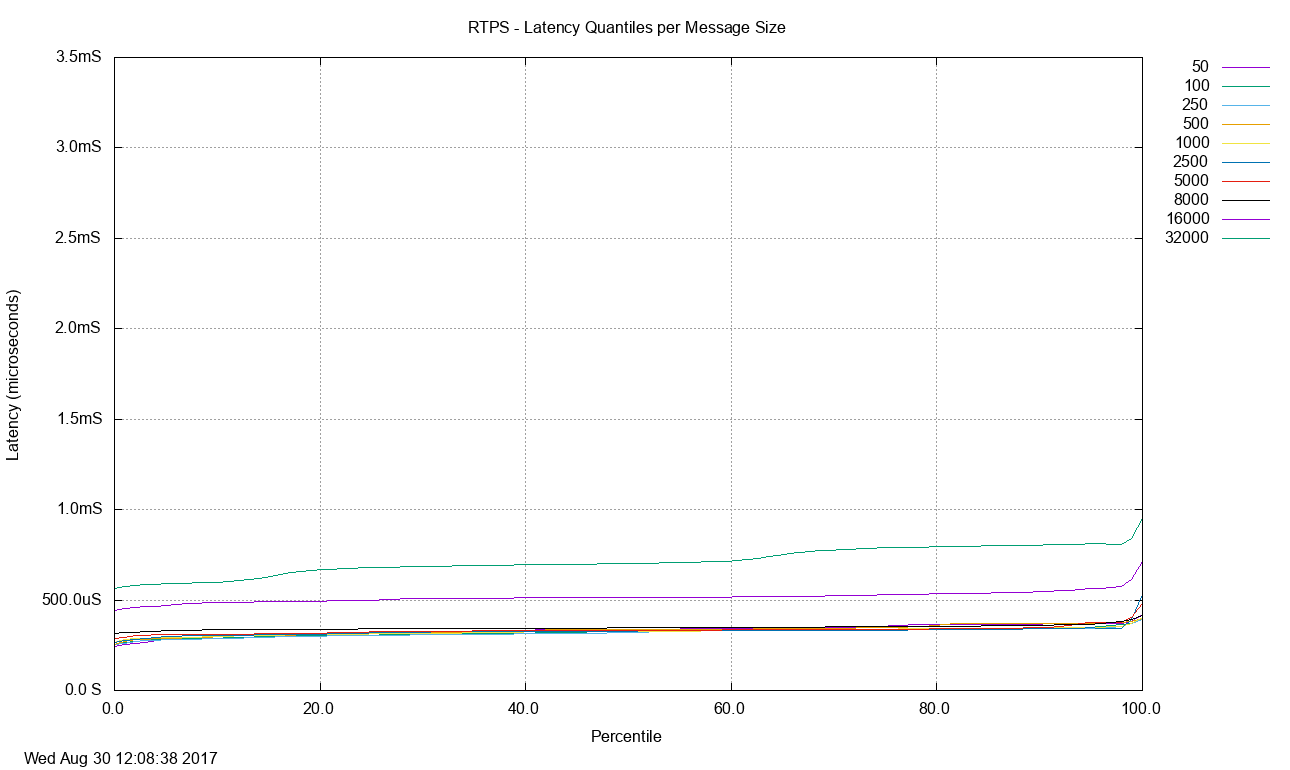 RTPS - Latency Quantiles per Message Size
3.5mS
3.0mS
2.5mS
2.0mS
1.5mS
1.0mS
500.0uS
0.0 S
Latency (microseconds)
0.0 20.0 40.0 60.0 80.0 100.0
Percentile
50
100
250
500
1000
2500
5000
8000
16000
32000
Wed Aug 30 12:08:38 2017